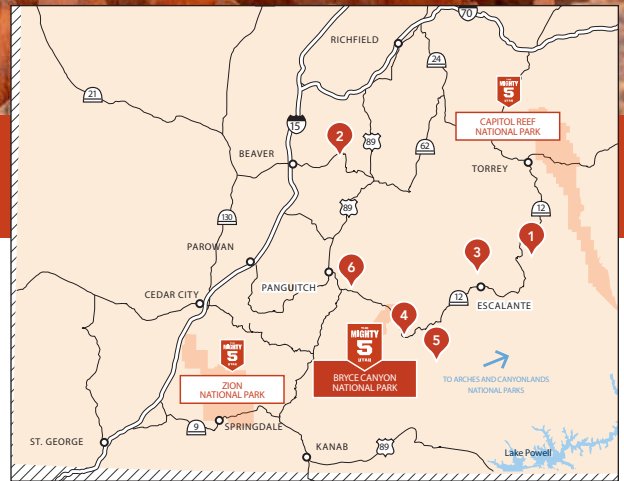 70
RICHFIELD
24
21
THE
MIGHTY
5
UTAH
CAPITOL REEF
NATIONAL PARK
15
2
89
BEAVER
62
TORREY
12
89
130
1
PAROWAN
3
6
PANGUITCH
CEDAR CITY
12
ESCALANTE
4
THE
MIGHTY
5
UTAH
5
THE
MIGHTY
5
UTAH
BRYCE CANYON
NATIONAL PARK
TO ARCHES AND CANYONLANDS
NATIONAL PARKS
ZION
NATIONAL PARK
9
SPRINGDALE
ST. GEORGE
KANAB
89
Lake Powell